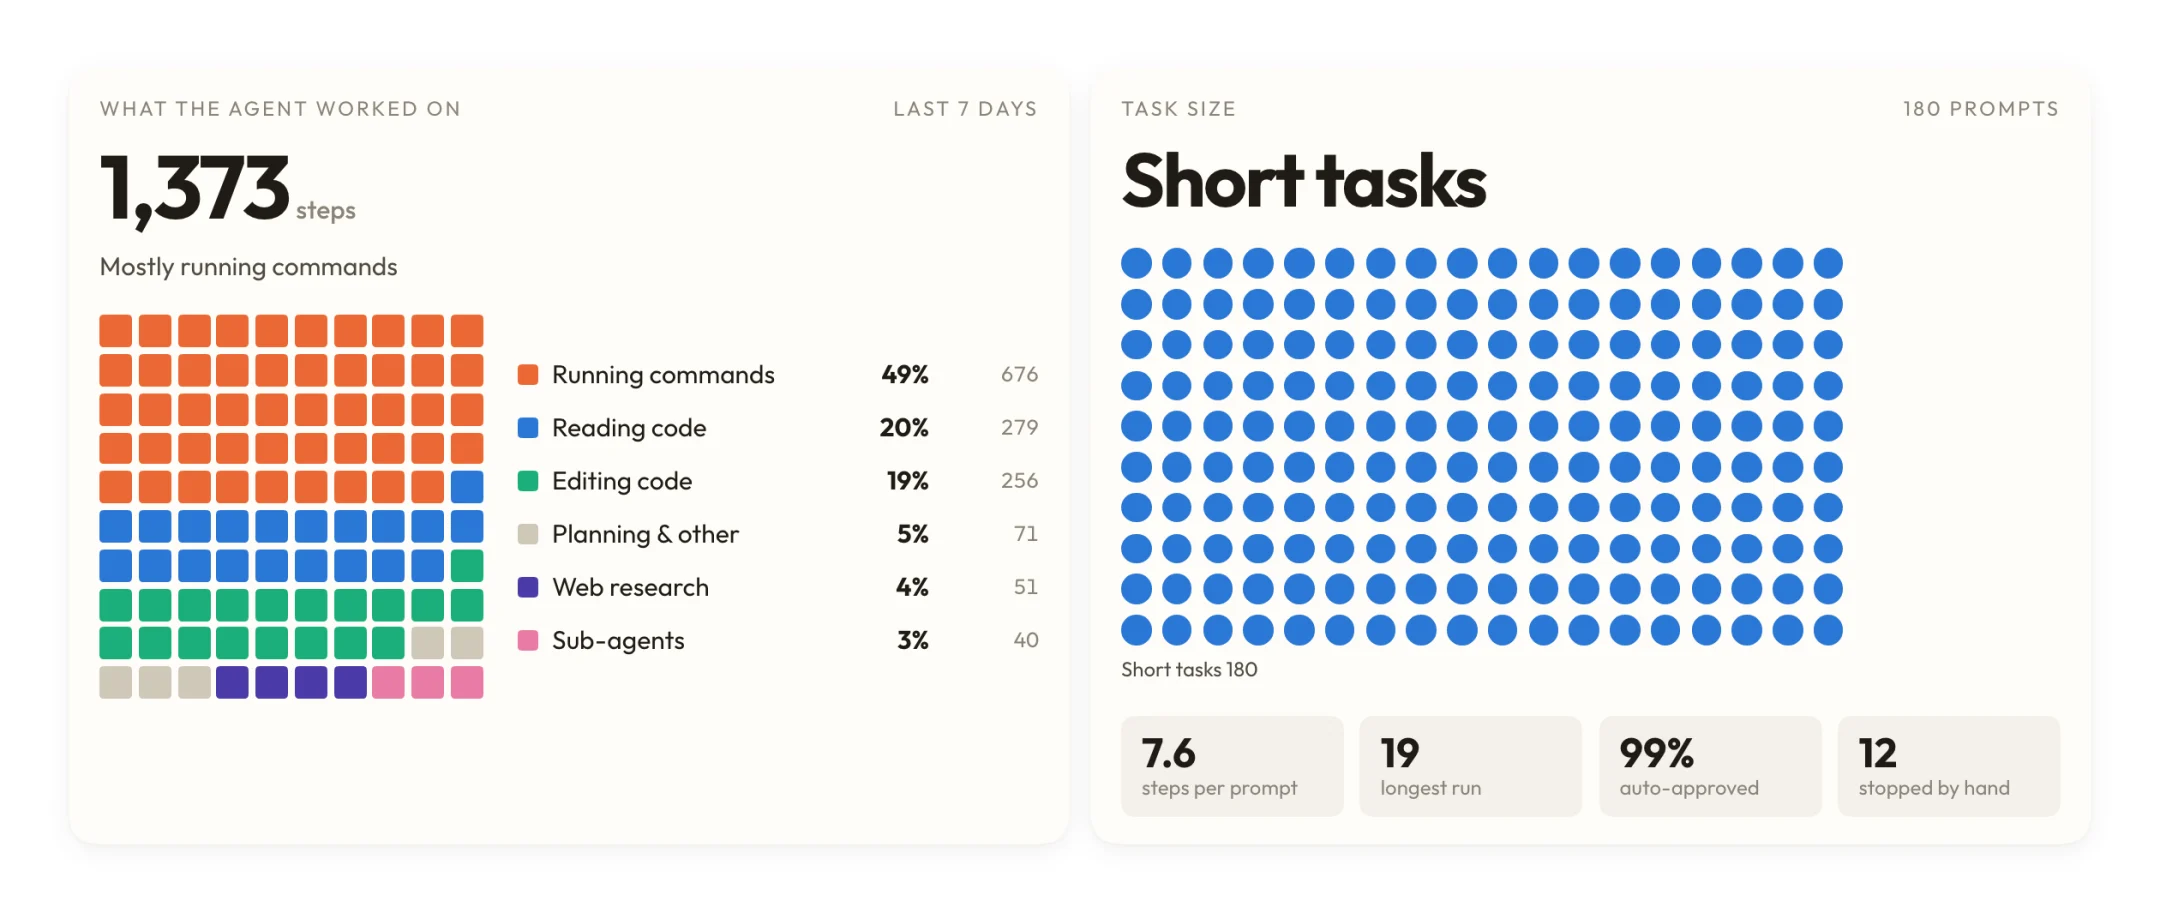 WHAT THE AGENT WORKED ON
LAST 7 DAYS
1,373 steps
Mostly running commands
Running commands 49% 676
Reading code 20% 279
Editing code 19% 256
Planning & other 5% 71
Web research 4% 51
Sub-agents 3% 40
TASK SIZE
180 PROMPTS
Short tasks
Short tasks 180
7.6
steps per prompt
19
longest run
99%
auto-approved
12
stopped by hand